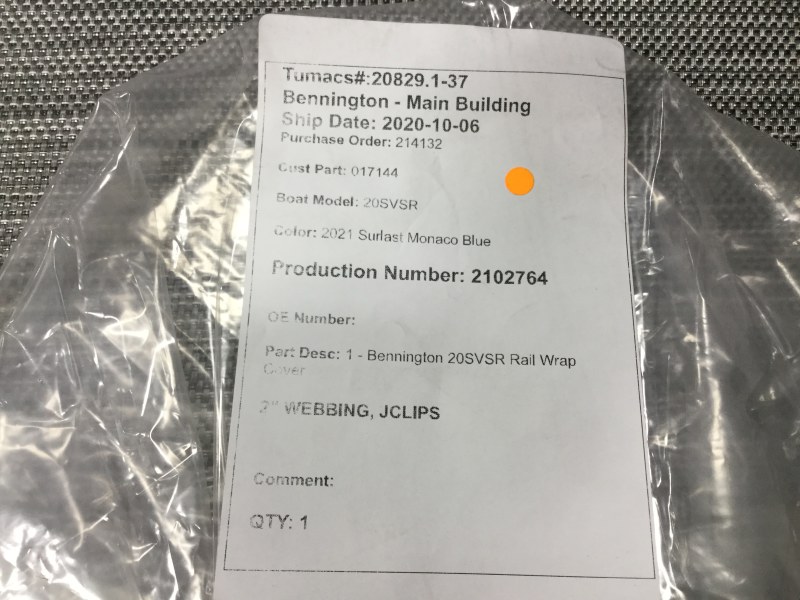 Tumacs#:20829.1-37
Bennington - Main Building
Ship Date: 2020-10-06
Purchase Order: 214132
Cust Part: 017144
Boat Model: 20SVSR
Color: 2021 Surlast Monaco Blue
Production Number: 2102764
OE Number:
Part Desc: 1 - Bennington 20SVSR Rail Wrap
Cover
2" WEBBING, JCLIPS
Comment:
QTY: 1